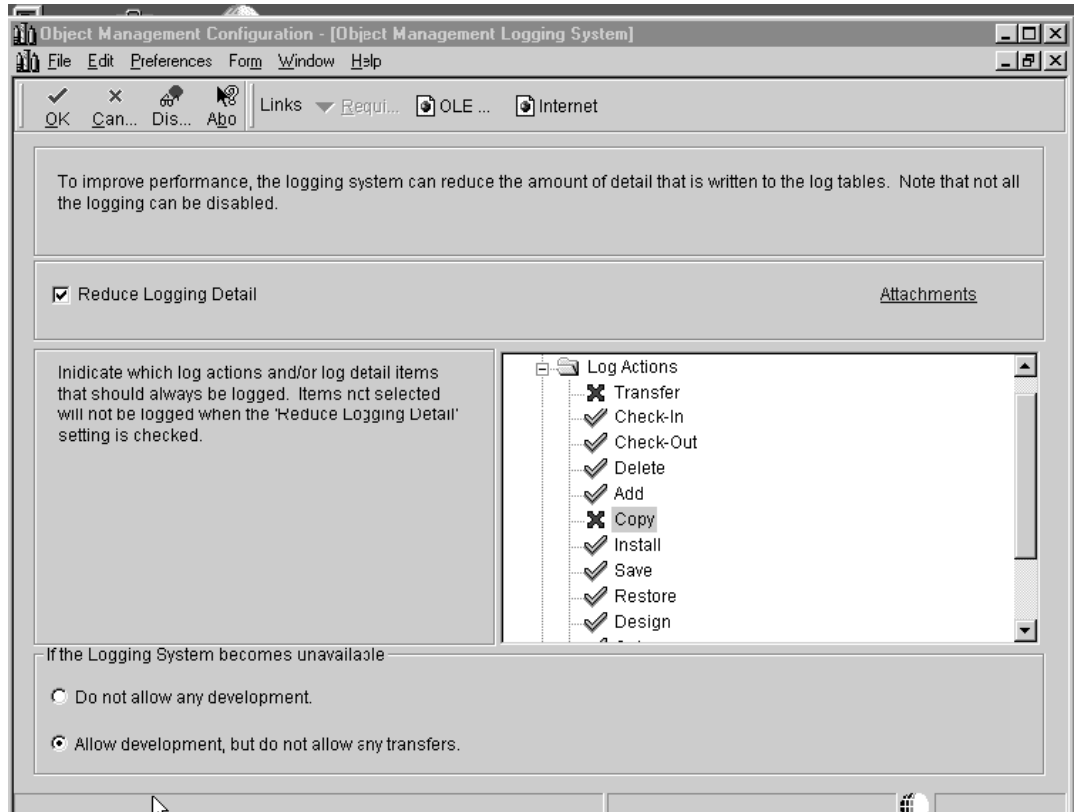 Object Management Configuration - [Object Management Logging System]
File Edit Preferences Form Window Help
OK Can... Dis... Abo Links Requi... OLE ... Internet
To improve performance, the logging system can reduce the amount of detail that is written to the log tables. Note that not all
the logging can be disabled.
Reduce Logging Detail
Attachments
Inidicate which log actions and/or log detail items
that should always be logged. Items not selected
will not be logged when the 'Reduce Logging Detail'
setting is checked.
Log Actions
Transfer
Check-In
Check-Out
Delete
Add
Copy
Install
Save
Restore
Design
If the Logging System becomes unavailable
Do not allow any development.
Allow development, but do not allow any transfers.